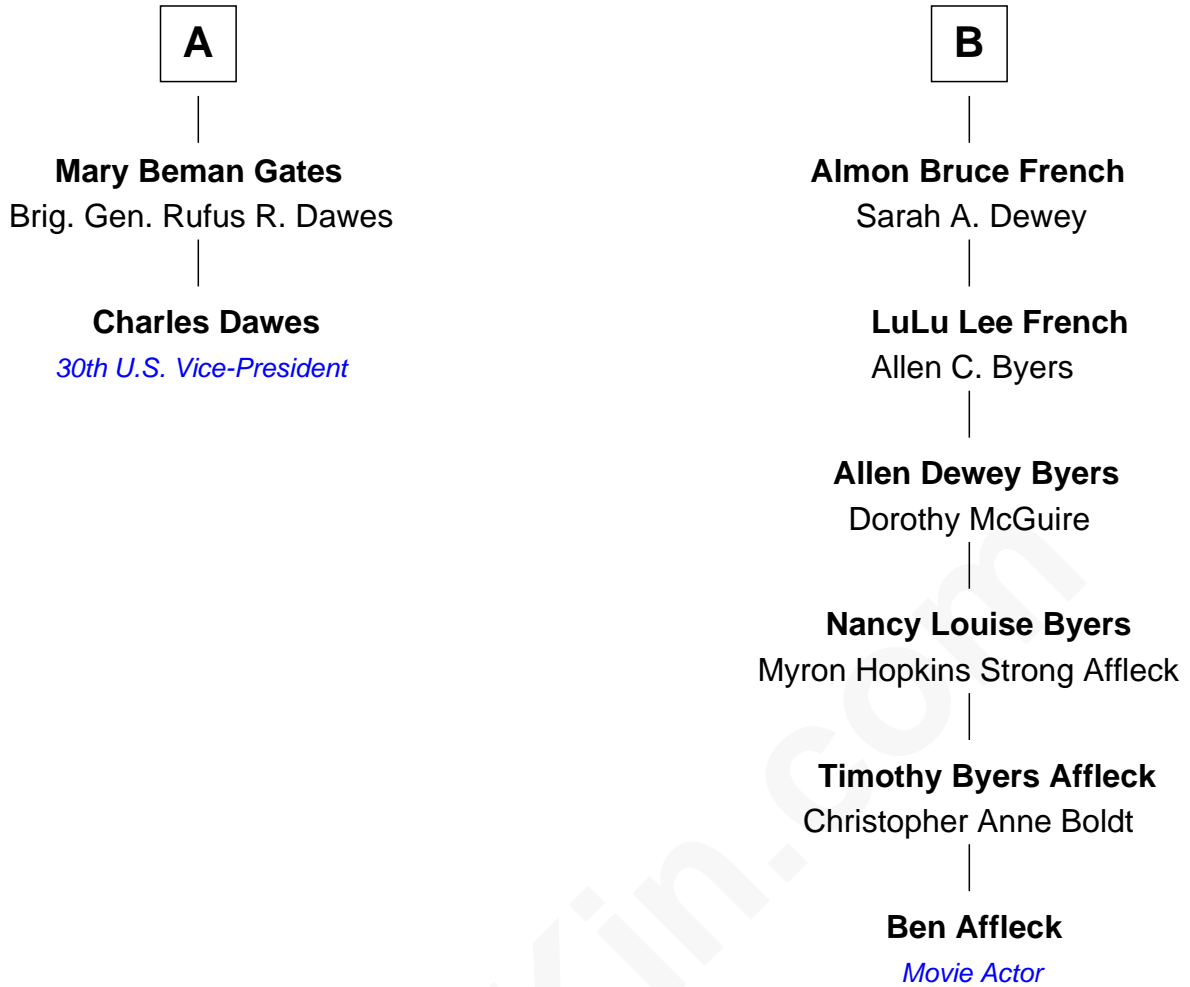 A
Mary Beman Gates
Brig. Gen. Rufus R. Dawes
Charles Dawes
30th U.S. Vice-President
B
Almon Bruce French
Sarah A. Dewey
LuLu Lee French
Allen C. Byers
Allen Dewey Byers
Dorothy McGuire
Nancy Louise Byers
Myron Hopkins Strong Affleck
Timothy Byers Affleck
Christopher Anne Boldt
Ben Affleck
Movie Actor